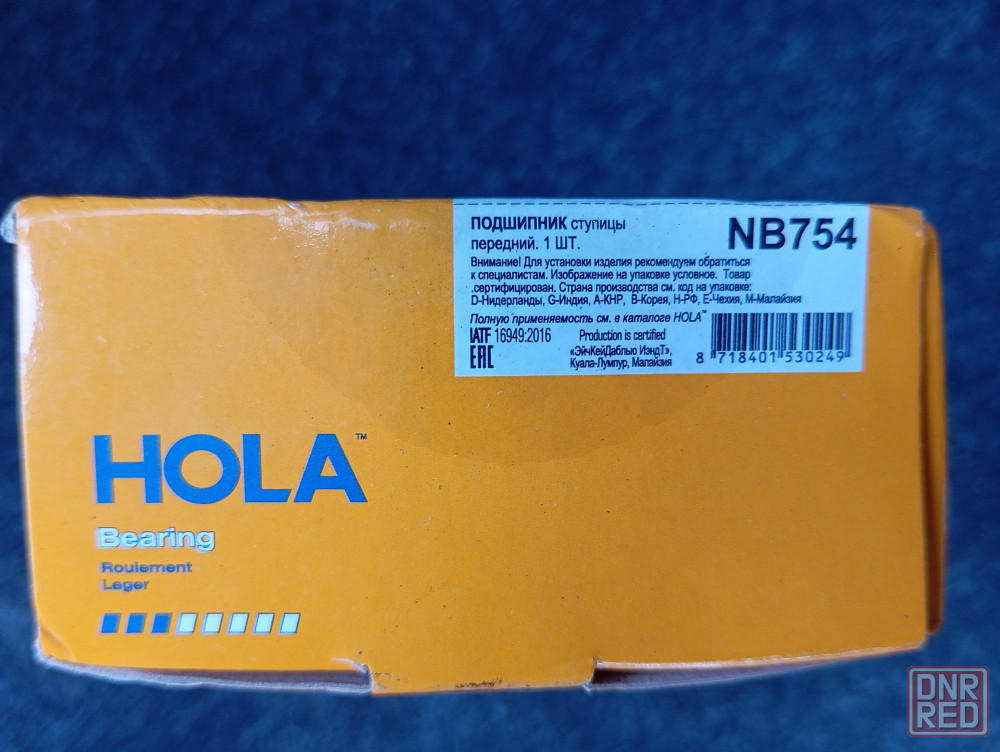 ПОДШИПНИК ступицы
передний. 1 ШТ.
NB754
Внимание! Для установки изделия рекомендуем обратиться
к специалистам. Изображение на упаковке условное. Товар
.сертифицирован. Страна производства см. код на упаковке:
D-Нидерланды, G-Индия, А-КНР, В-Корея, Н-РФ, Е-Чехия, М-Малайзия
Полную применяемость см. в каталоге HOLA™
IATF 16949:2016
EAC
Production is certified
«ЭйчКейДаблью ИэндТ»,
Куала-Лумпур, Малайзия
8 718401 530249
HOLA™
Bearing
Roulement
Lager
DNR
RED